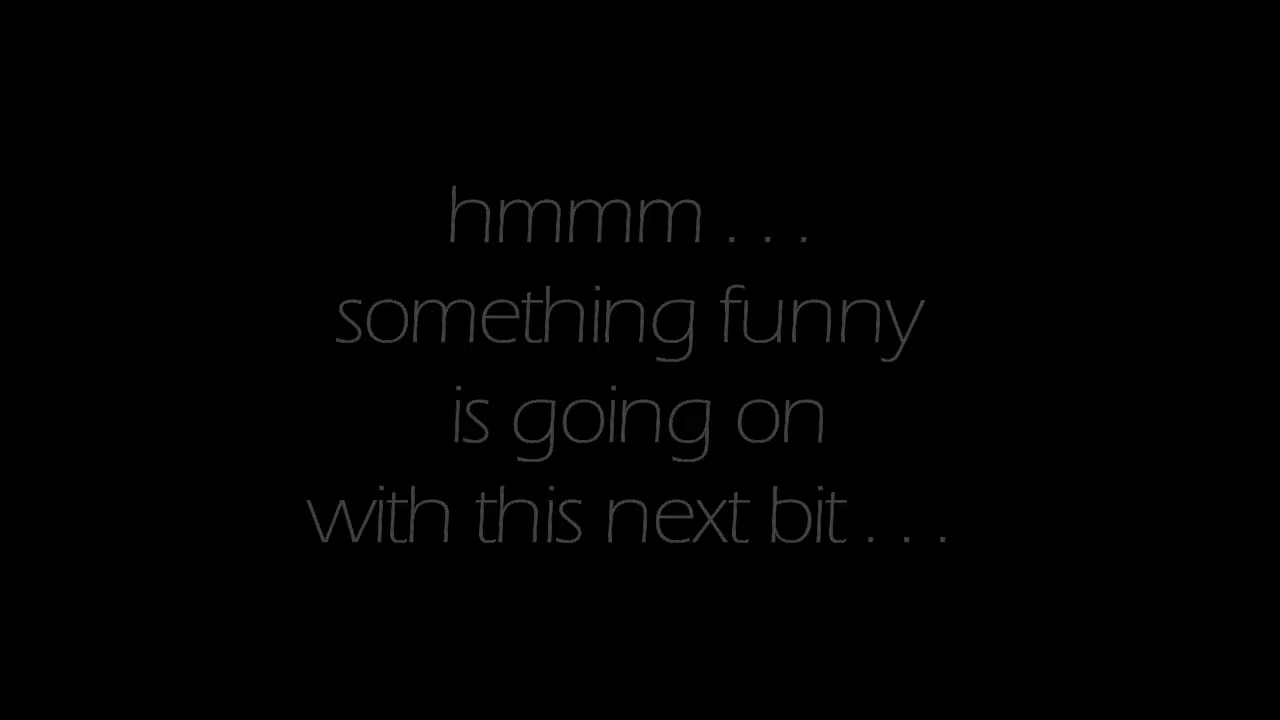 hmmm . . .
something funny
is going on
with this next bit . . .